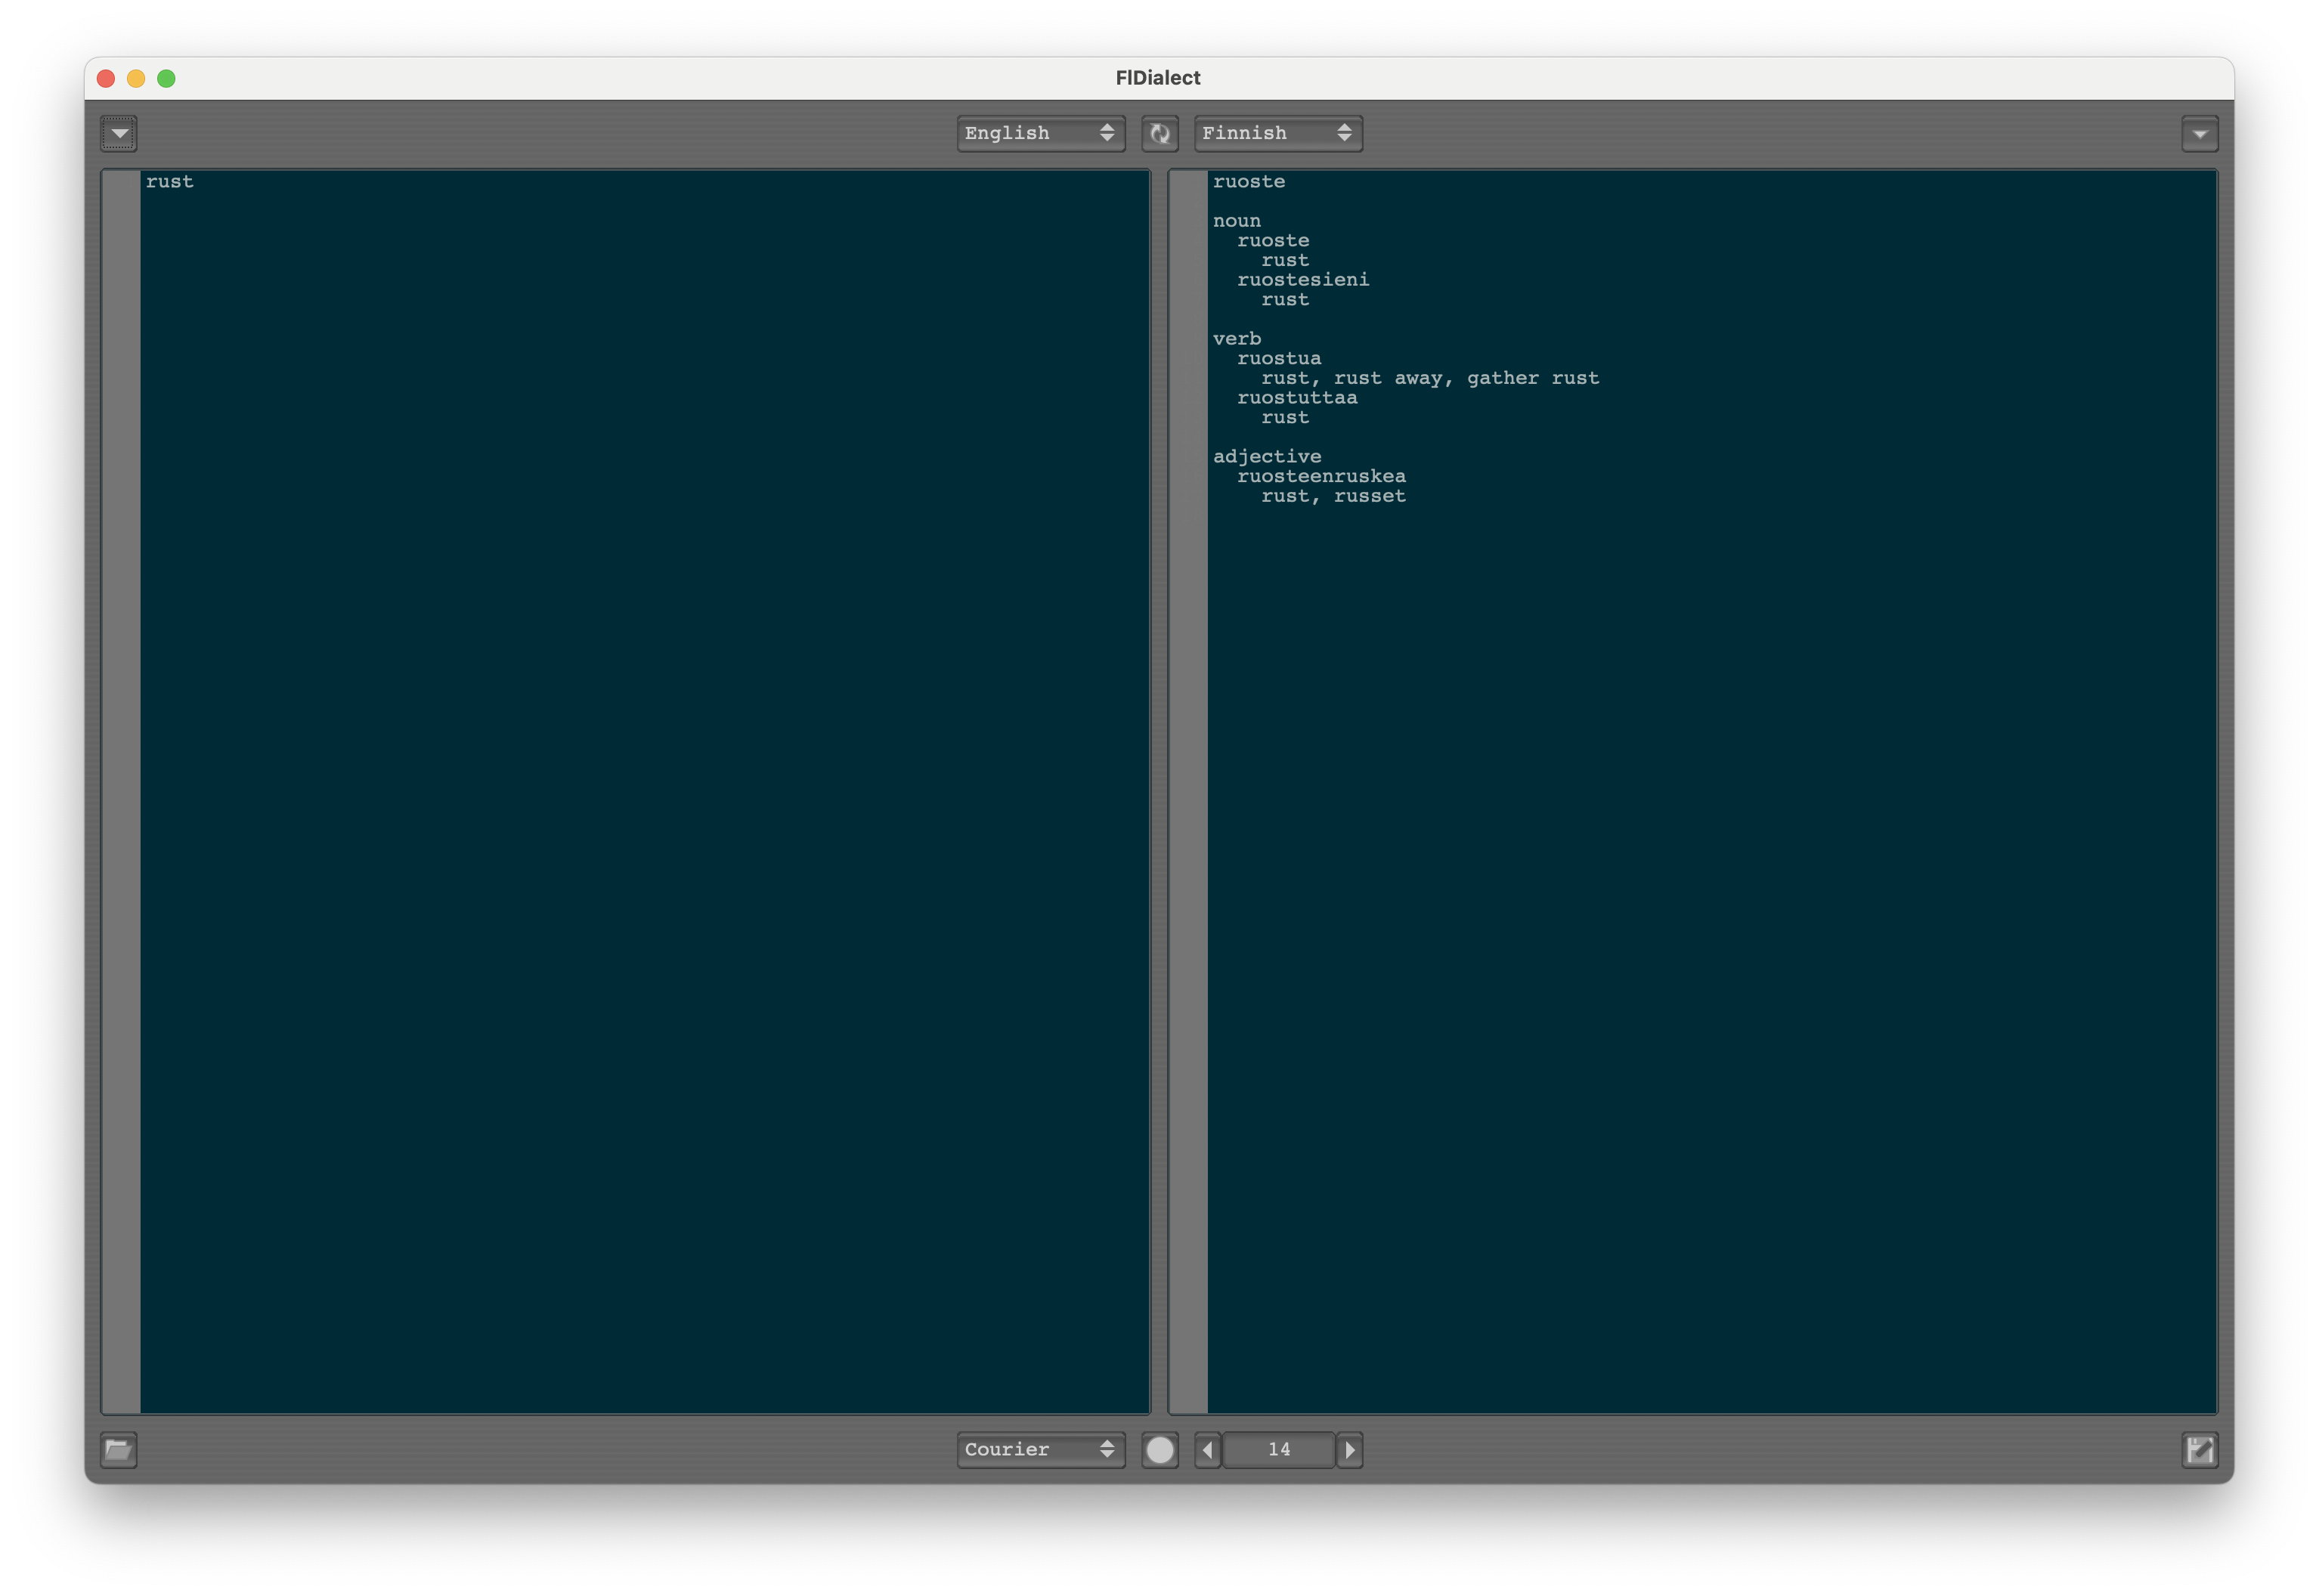 FlDialect
English Finnish
rust
ruoste
noun
ruoste
rust
ruostesieni
rust
verb
ruostua
rust, rust away, gather rust
ruostuttaa
rust
adjective
ruosteenruskea
rust, russet
Courier 14